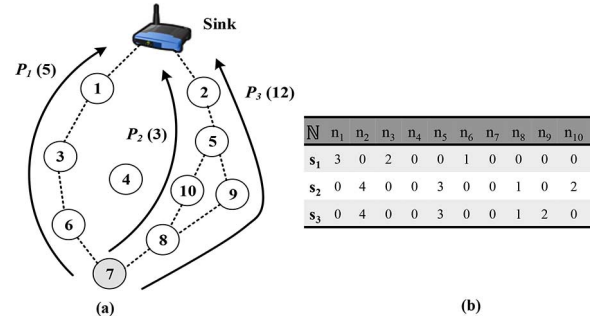 Sink
P1 (5)
P2 (3)
P3 (12)
1
2
3
5
4
10
9
6
8
7
(a)
ℕ n1 n2 n3 n4 n5 n6 n7 n8 n9 n10
s1 3 0 2 0 0 1 0 0 0 0
s2 0 4 0 0 3 0 0 1 0 2
s3 0 4 0 0 3 0 0 1 2 0
(b)